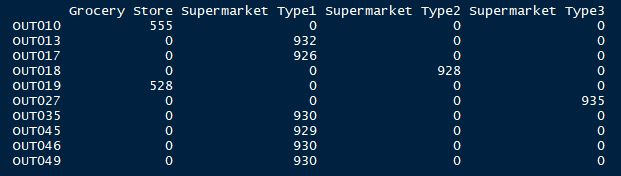 Grocery Store Supermarket Type1 Supermarket Type2 Supermarket Type3
OUT010 555 0 0 0
OUT013 0 932 0 0
OUT017 0 926 0 0
OUT018 0 0 928 0
OUT019 528 0 0 0
OUT027 0 0 0 935
OUT035 0 930 0 0
OUT045 0 929 0 0
OUT046 0 930 0 0
OUT049 0 930 0 0